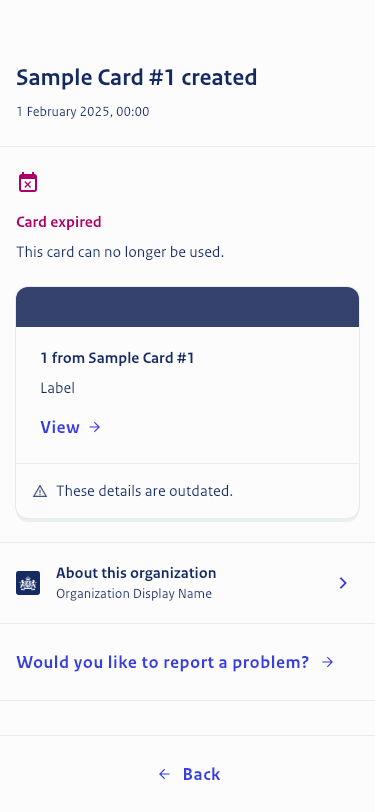 Sample Card #1 created
1 February 2025, 00:00
Card expired
This card can no longer be used.
1 from Sample Card #1
Label
View
These details are outdated.
About this organization
Organization Display Name
Would you like to report a problem?
Back